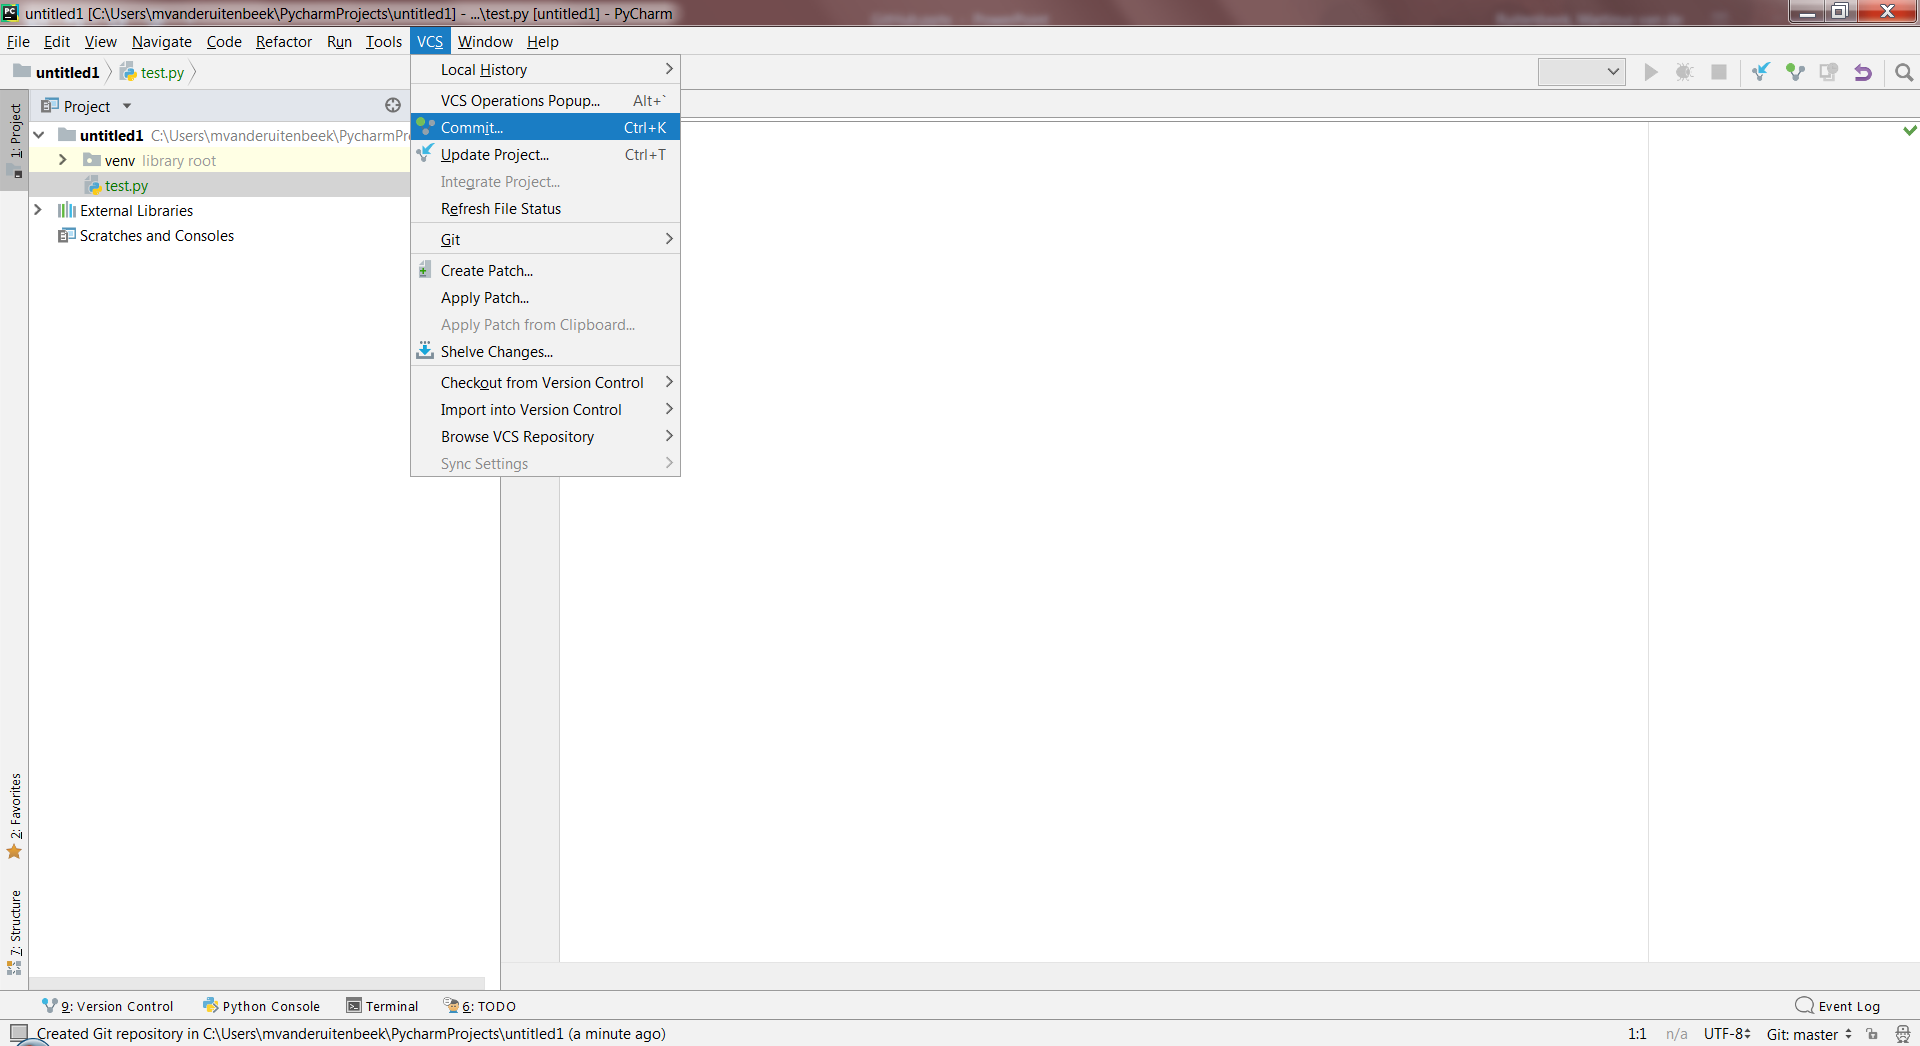 untitled1 [C:\Users\mvanderuitenbeek\PycharmProjects\untitled1] - ...\test.py [untitled1] - PyCharm
File Edit View Navigate Code Refactor Run Tools VCS Window Help
untitled1 test.py
Project
1: Project
untitled1 C:\Users\mvanderuitenbeek\PycharmPr
venv library root
test.py
External Libraries
Scratches and Consoles
Local History
VCS Operations Popup... Alt+`
Commit... Ctrl+K
Update Project... Ctrl+T
Integrate Project...
Refresh File Status
Git
Create Patch...
Apply Patch...
Apply Patch from Clipboard...
Shelve Changes...
Checkout from Version Control
Import into Version Control
Browse VCS Repository
Sync Settings
2: Favorites
7: Structure
9: Version Control Python Console Terminal 6: TODO Event Log
Created Git repository in C:\Users\mvanderuitenbeek\PycharmProjects\untitled1 (a minute ago) 1:1 n/a UTF-8 Git: master